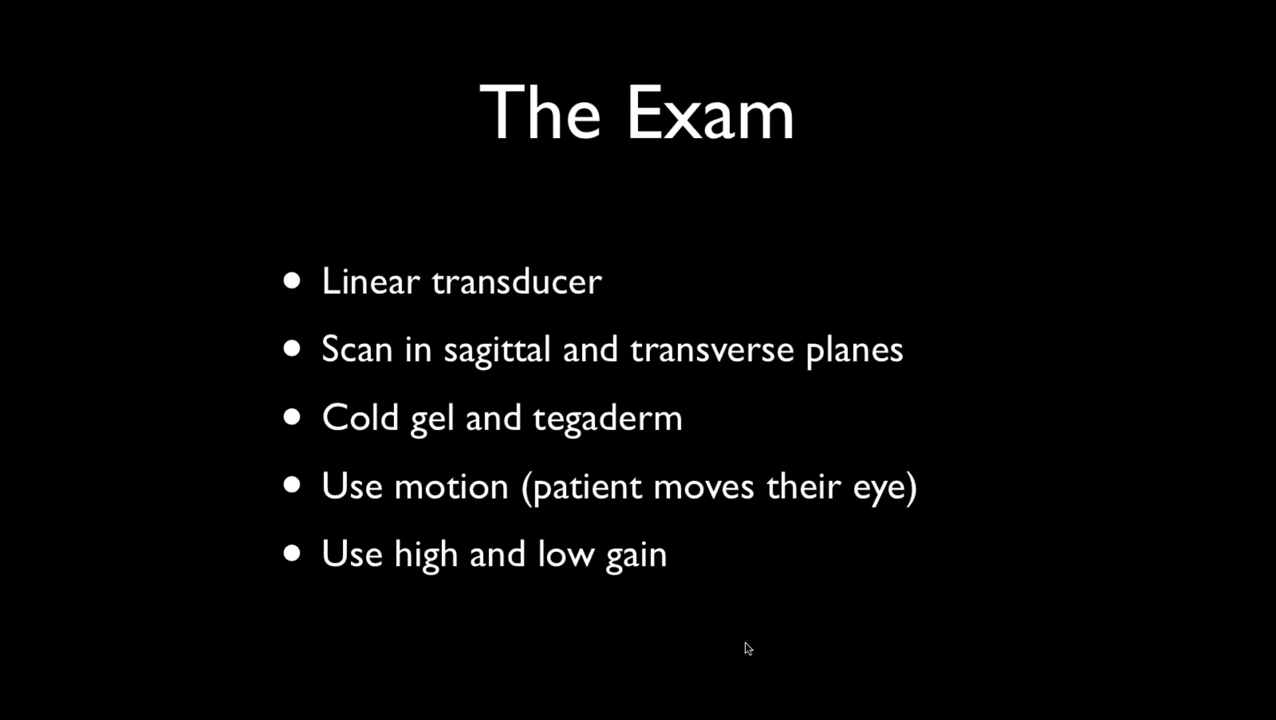 The Exam
• Linear transducer
• Scan in sagittal and transverse planes
• Cold gel and tegaderm
• Use motion (patient moves their eye)
• Use high and low gain